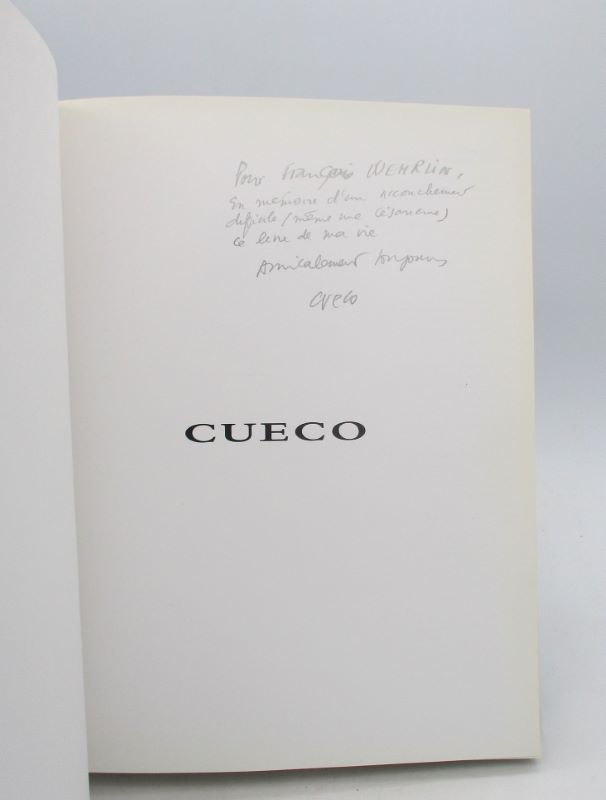 Pour François WEHRLIN,
En mémoire d'un accouchement
difficile (même une césarienne)
ce livre de ma vie
Amicalement toujours
Cueco
CUECO